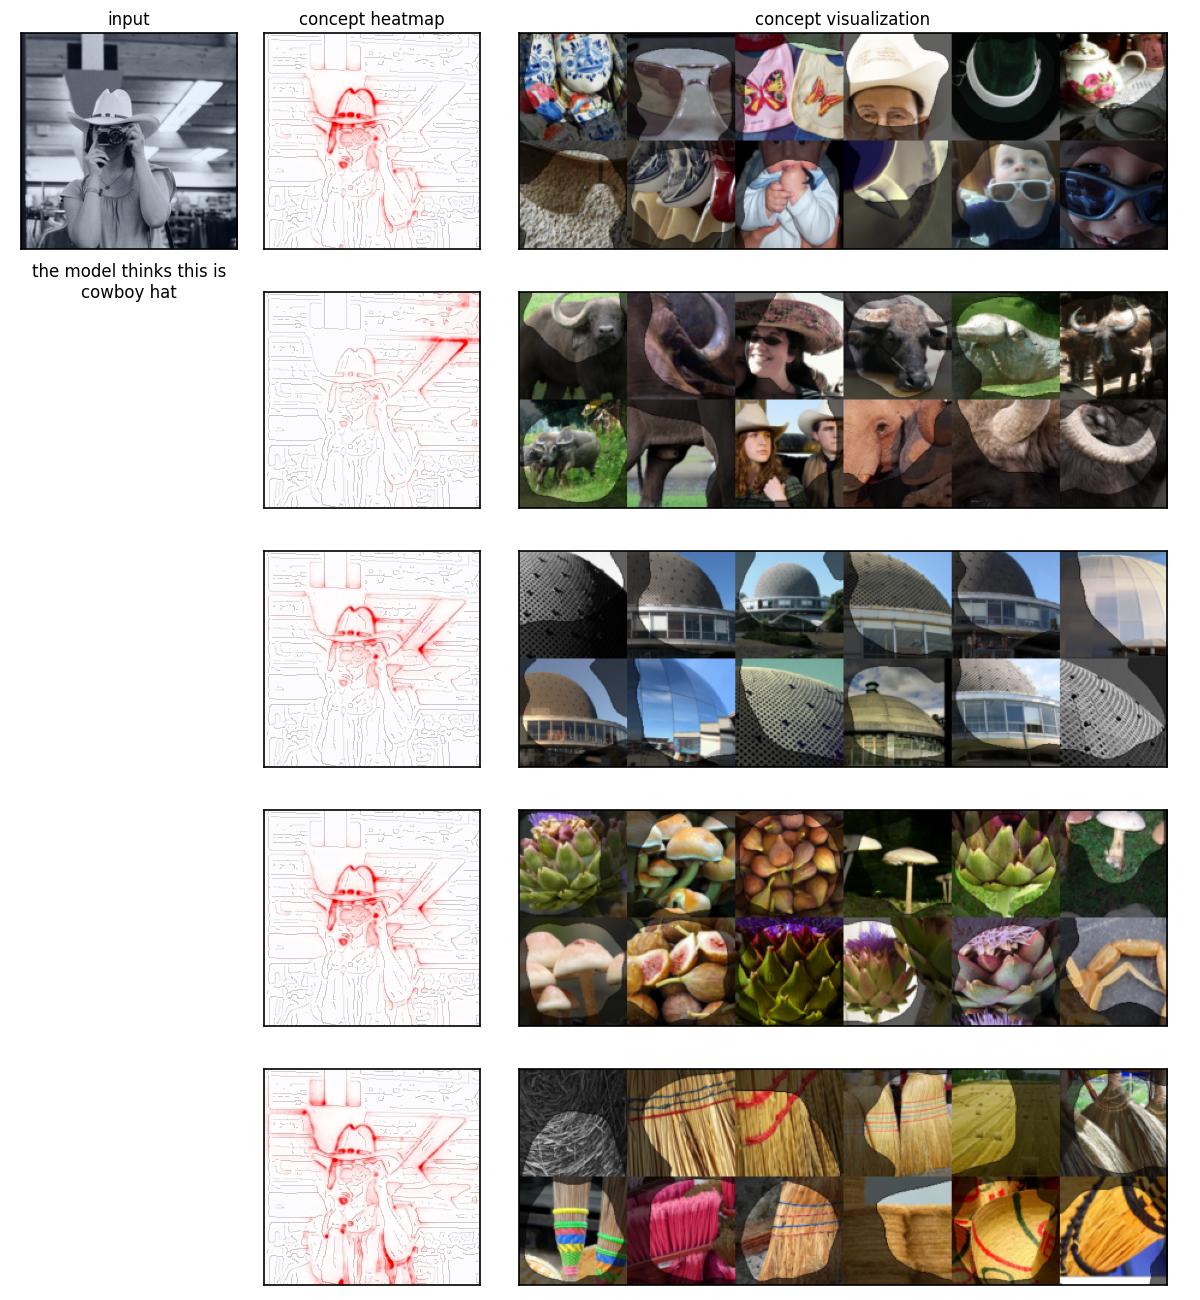 input
concept heatmap
concept visualization
the model thinks this is
cowboy hat